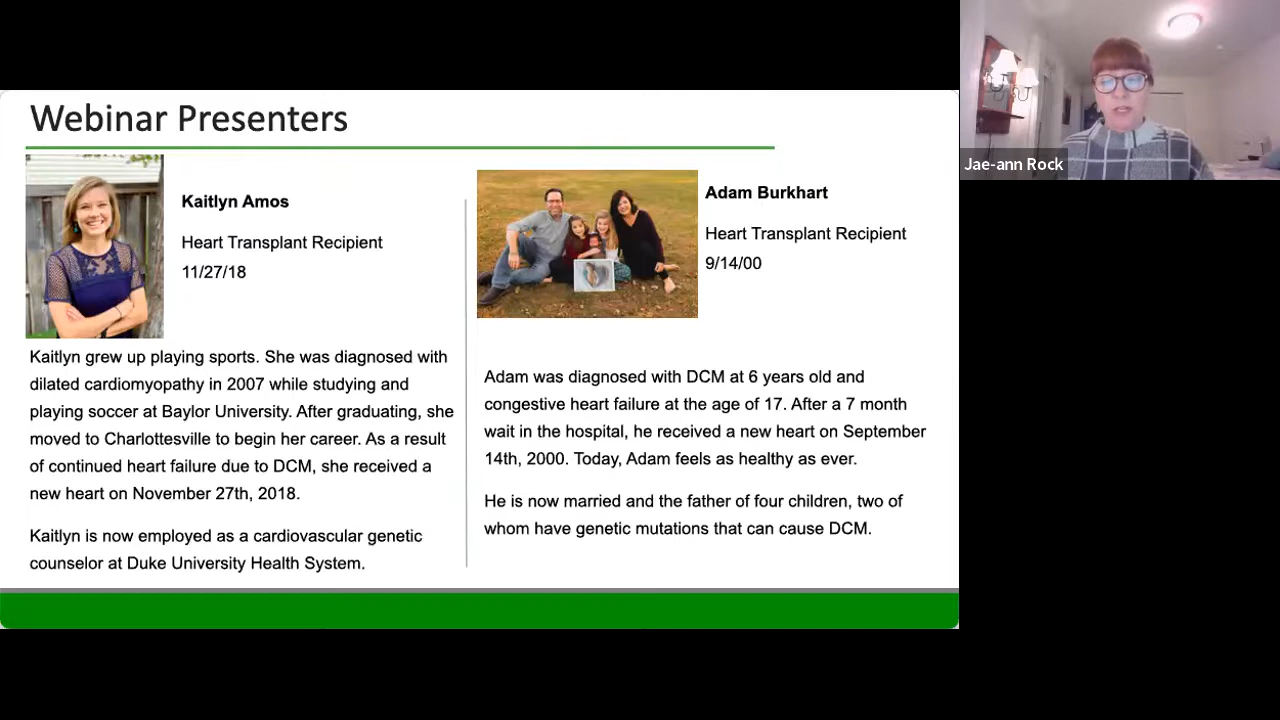 Webinar Presenters
Kaitlyn Amos
Heart Transplant Recipient
11/27/18
Kaitlyn grew up playing sports. She was diagnosed with
dilated cardiomyopathy in 2007 while studying and
playing soccer at Baylor University. After graduating, she
moved to Charlottesville to begin her career. As a result
of continued heart failure due to DCM, she received a
new heart on November 27th, 2018.
Kaitlyn is now employed as a cardiovascular genetic
counselor at Duke University Health System.
Adam Burkhart
Heart Transplant Recipient
9/14/00
Adam was diagnosed with DCM at 6 years old and
congestive heart failure at the age of 17. After a 7 month
wait in the hospital, he received a new heart on September
14th, 2000. Today, Adam feels as healthy as ever.
He is now married and the father of four children, two of
whom have genetic mutations that can cause DCM.
Jae-ann Rock